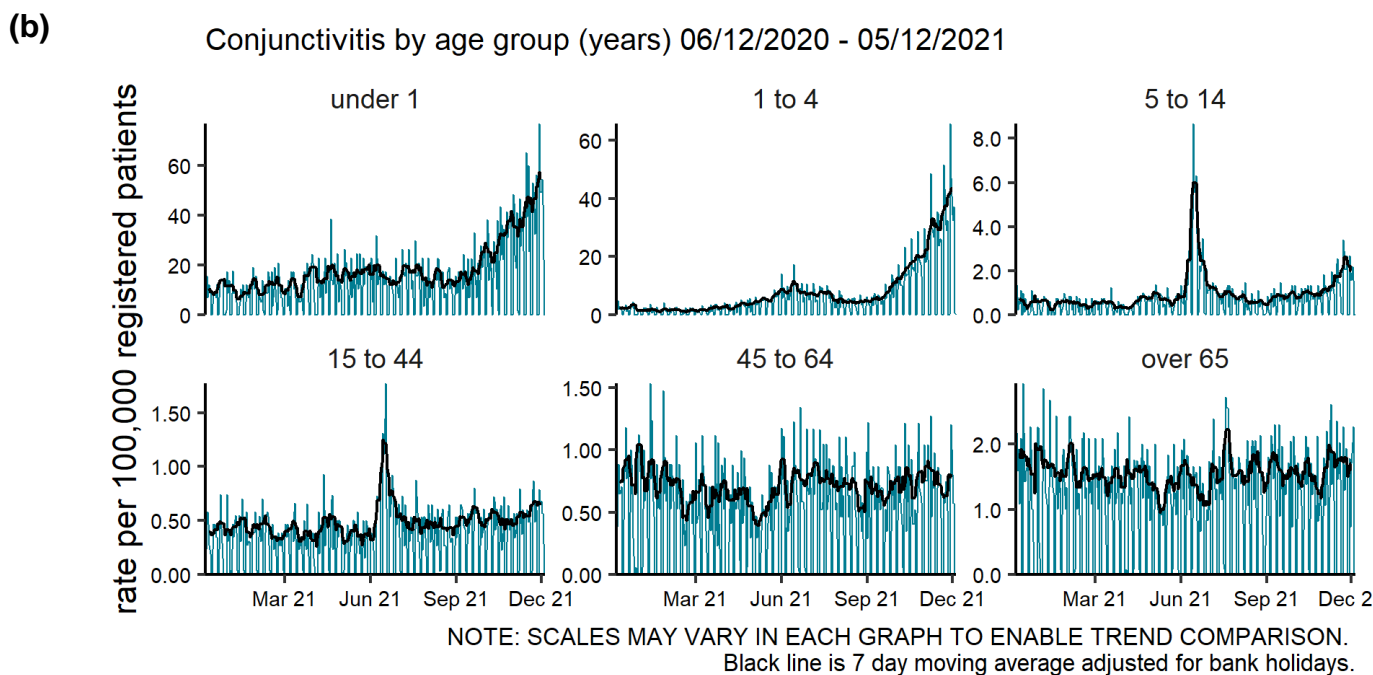 (b)
Conjunctivitis by age group (years) 06/12/2020 - 05/12/2021
rate per 100,000 registered patients
under 1
1 to 4
5 to 14
60
40
20
0
60
40
20
0
8.0
6.0
4.0
2.0
0.0
15 to 44
45 to 64
over 65
1.50
1.00
0.50
0.00
1.50
1.00
0.50
0.00
2.0
1.0
0.0
Mar 21 Jun 21 Sep 21 Dec 21
Mar 21 Jun 21 Sep 21 Dec 21
Mar 21 Jun 21 Sep 21 Dec 2
NOTE: SCALES MAY VARY IN EACH GRAPH TO ENABLE TREND COMPARISON.
Black line is 7 day moving average adjusted for bank holidays.